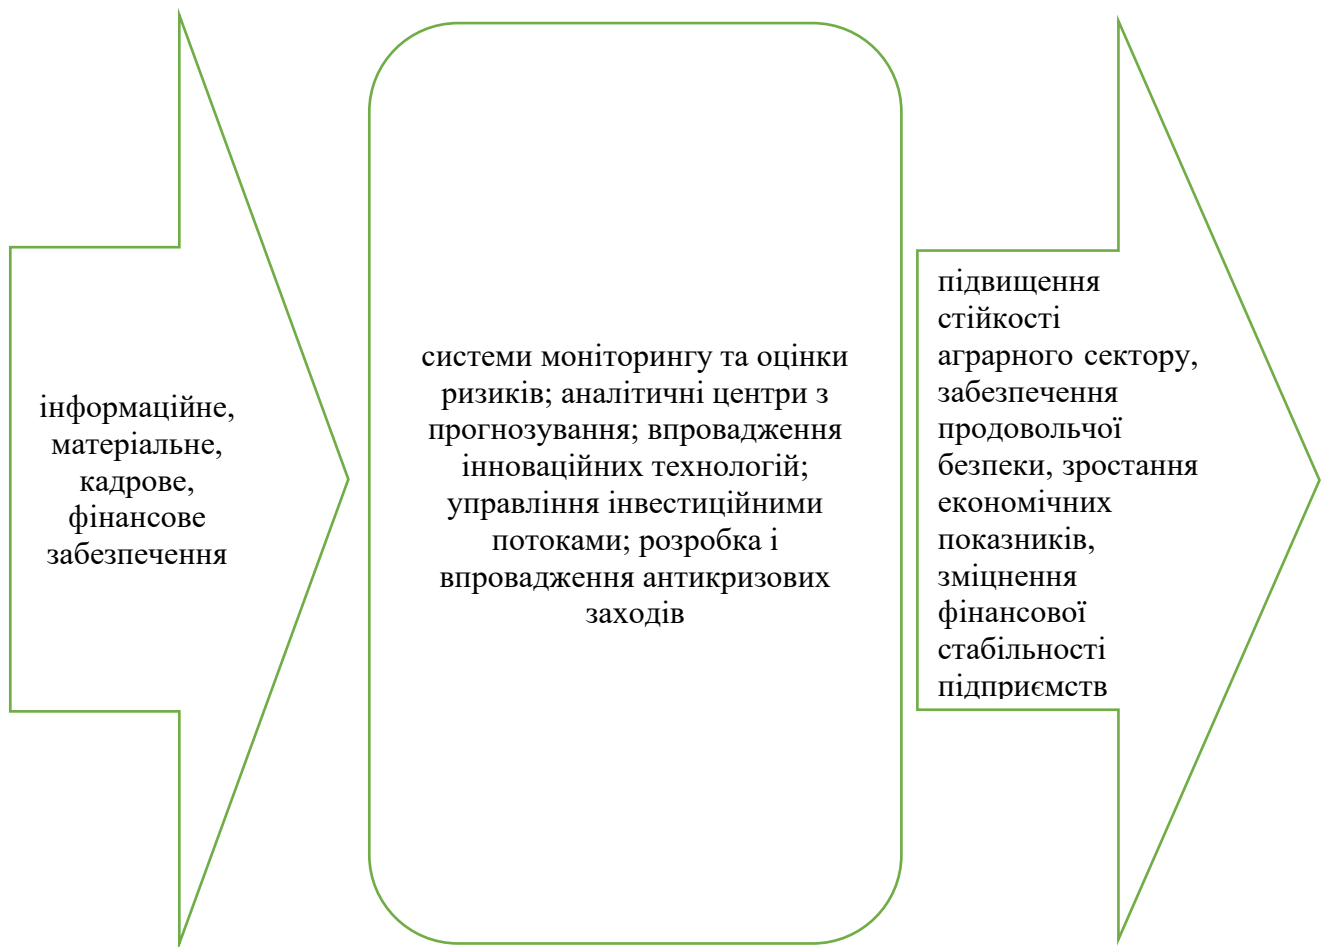 інформаційне,
матеріальне,
кадрове,
фінансове
забезпечення
системи моніторингу та оцінки
ризиків; аналітичні центри з
прогнозування; впровадження
інноваційних технологій;
управління інвестиційними
потоками; розробка і
впровадження антикризових
заходів
підвищення
стійкості
аграрного сектору,
забезпечення
продовольчої
безпеки, зростання
економічних
показників,
зміцнення
фінансової
стабільності
підприємств